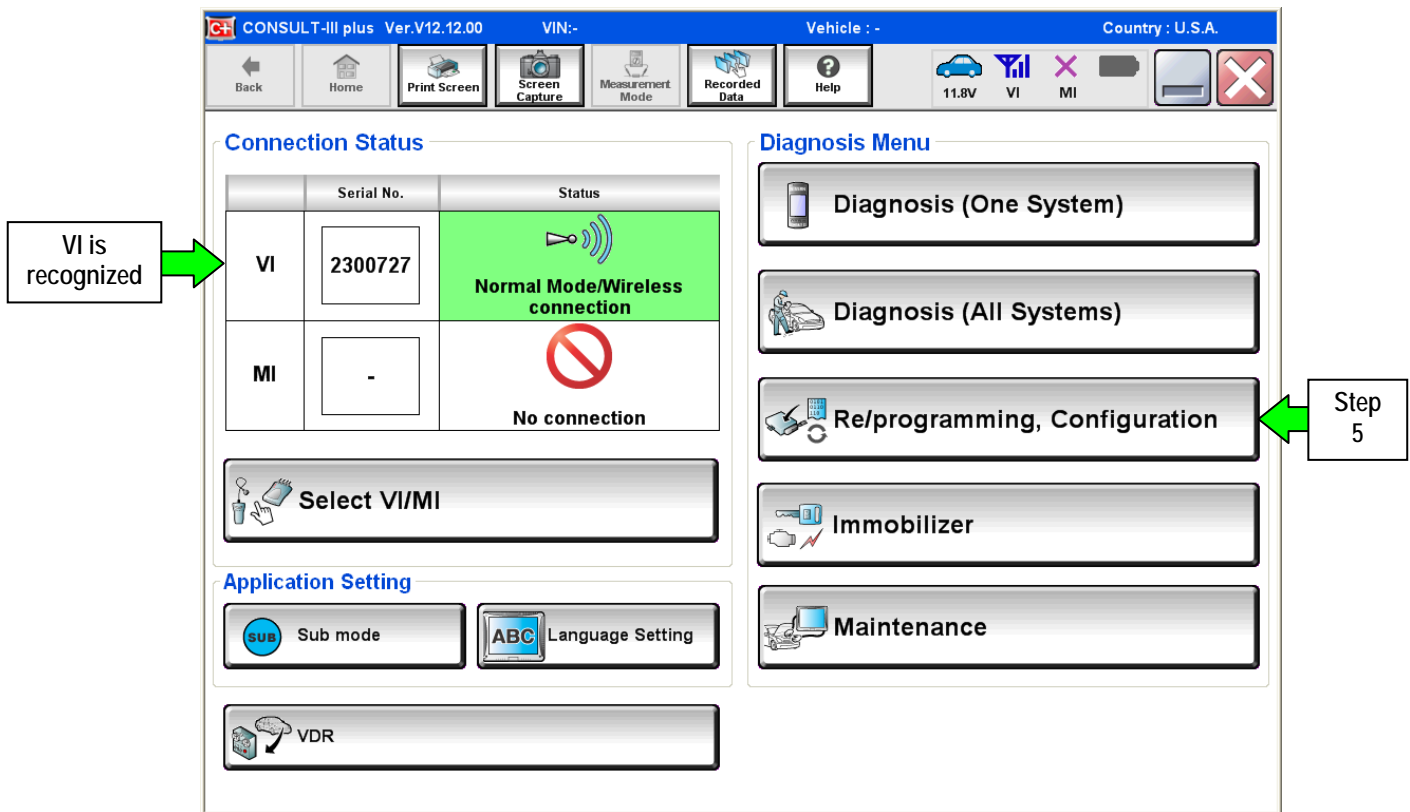 CONSULT-III plus Ver.V12.12.00 VIN:- Vehicle : - Country : U.S.A.
Back
Home
Print Screen
Screen
Capture
Measurement
Mode
Recorded
Data
Help
11.8V
VI
MI
Connection Status
Serial No.
Status
VI
2300727
Normal Mode/Wireless
connection
MI
-
No connection
VI is
recognized
Select VI/MI
Application Setting
SUB
Sub mode
ABC
Language Setting
VDR
Diagnosis Menu
Diagnosis (One System)
Diagnosis (All Systems)
Re/programming, Configuration
Step
5
Immobilizer
Maintenance